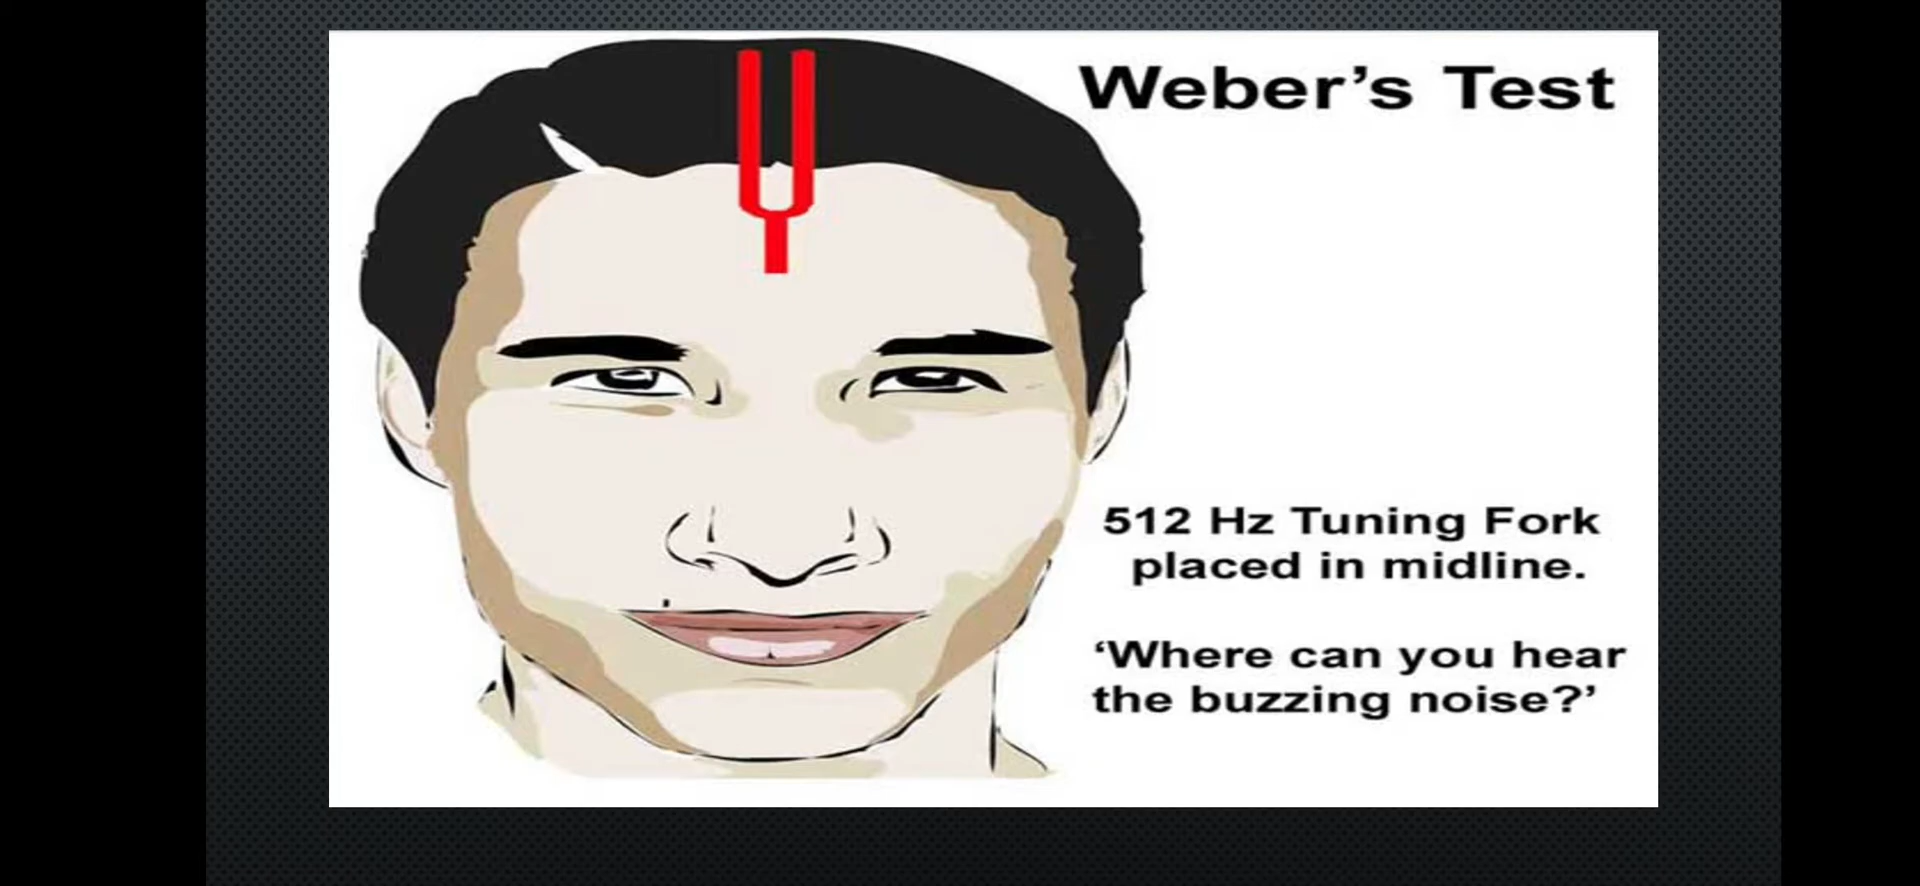 Weber’s Test
512 Hz Tuning Fork
placed in midline.
‘Where can you hear
the buzzing noise?’